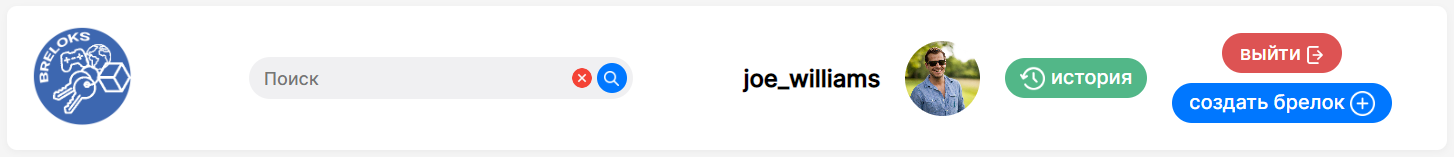 BRELOKS
Поиск
joe_williams
история
выйти
создать брелок